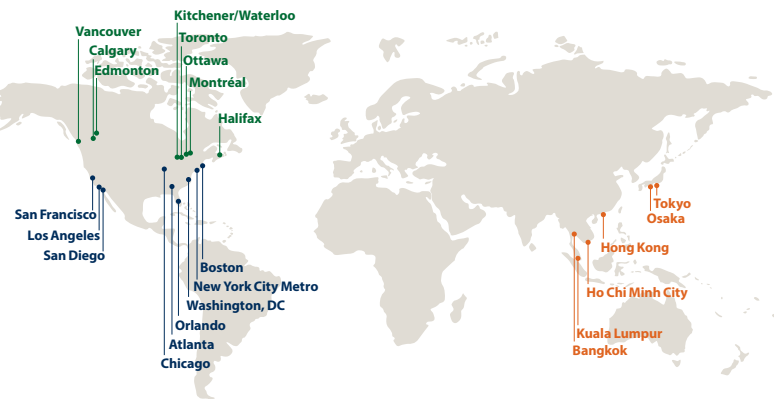 Kitchener/Waterloo
Vancouver
Toronto
Calgary
Ottawa
Edmonton
Montréal
Halifax
Tokyo
San Francisco
Osaka
Los Angeles
Hong Kong
San Diego
Boston
New York City Metro
Ho Chi Minh City
Washington, DC
Orlando
Kuala Lumpur
Atlanta
Bangkok
Chicago